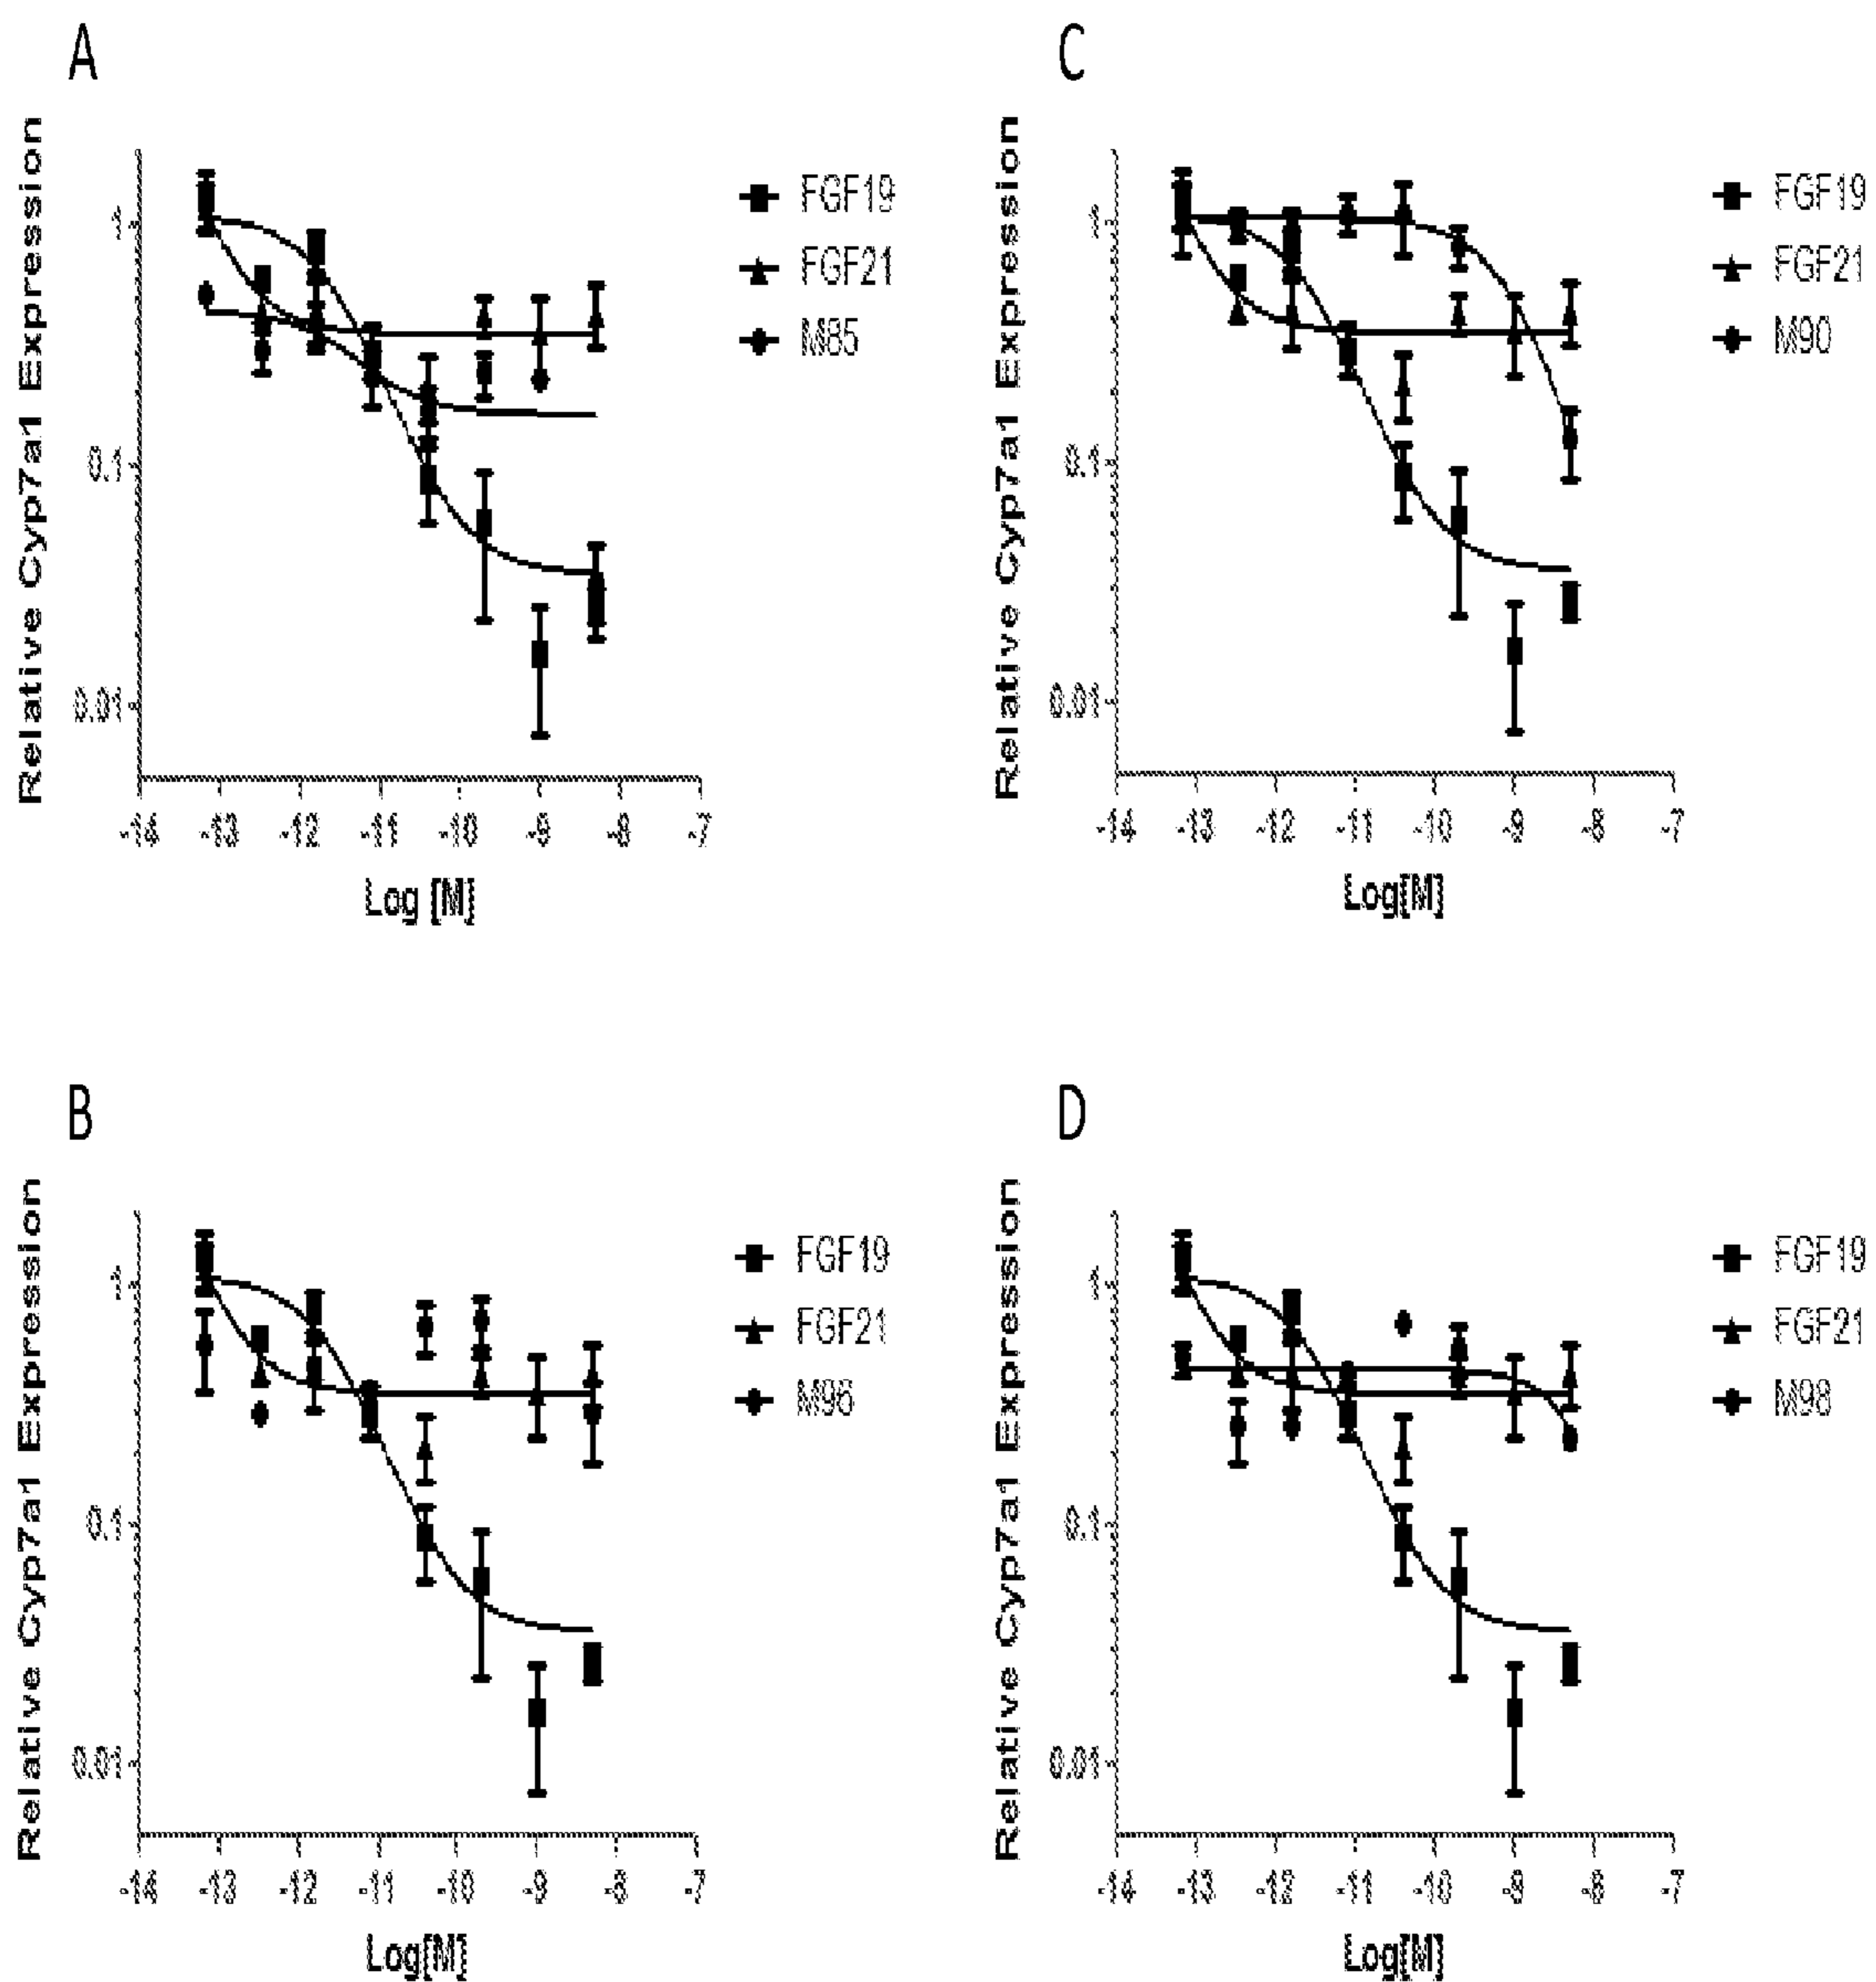 A
Relative Cyp7a1 Expression
1
0.1
0.01
-14 -13 -12 -11 -10 -9 -8 -7
Log [M]
FGF19
FGF21
M85
C
Relative Cyp7a1 Expression
1
0.1
0.01
-14 -13 -12 -11 -10 -9 -8 -7
Log[M]
FGF19
FGF21
M90
B
Relative Cyp7a1 Expression
1
0.1
0.01
-14 -13 -12 -11 -10 -9 -8 -7
Log[M]
FGF19
FGF21
M96
D
Relative Cyp7a1 Expression
1
0.1
0.01
-14 -13 -12 -11 -10 -9 -8 -7
Log[M]
FGF19
FGF21
M98